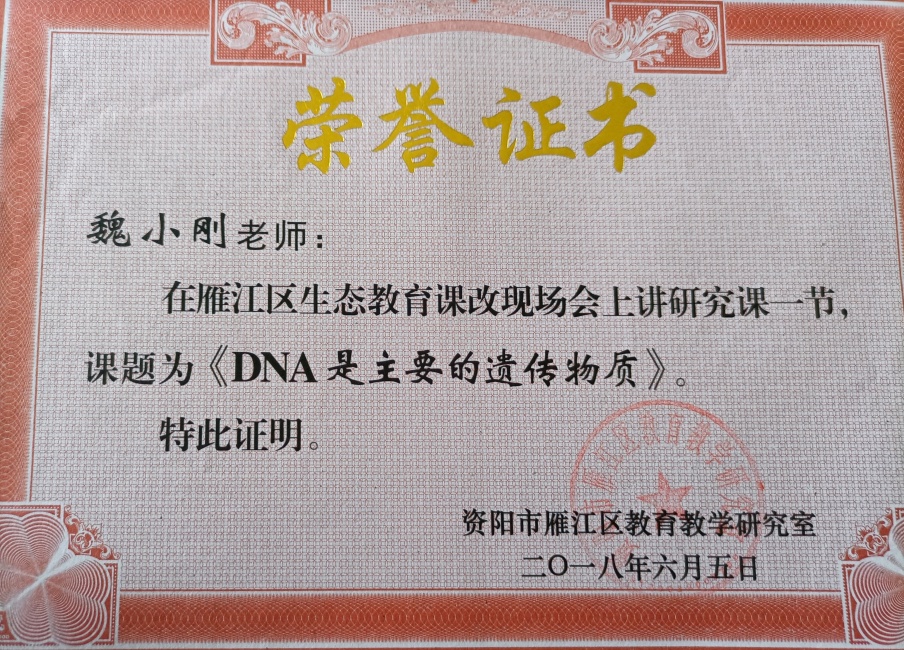 荣誉证书
魏小刚老师：
在雁江区生态教育课改现场会上讲研究课一节，
课题为《DNA是主要的遗传物质》。
特此证明。
资阳市雁江区教育教学研究室
二〇一八年六月五日